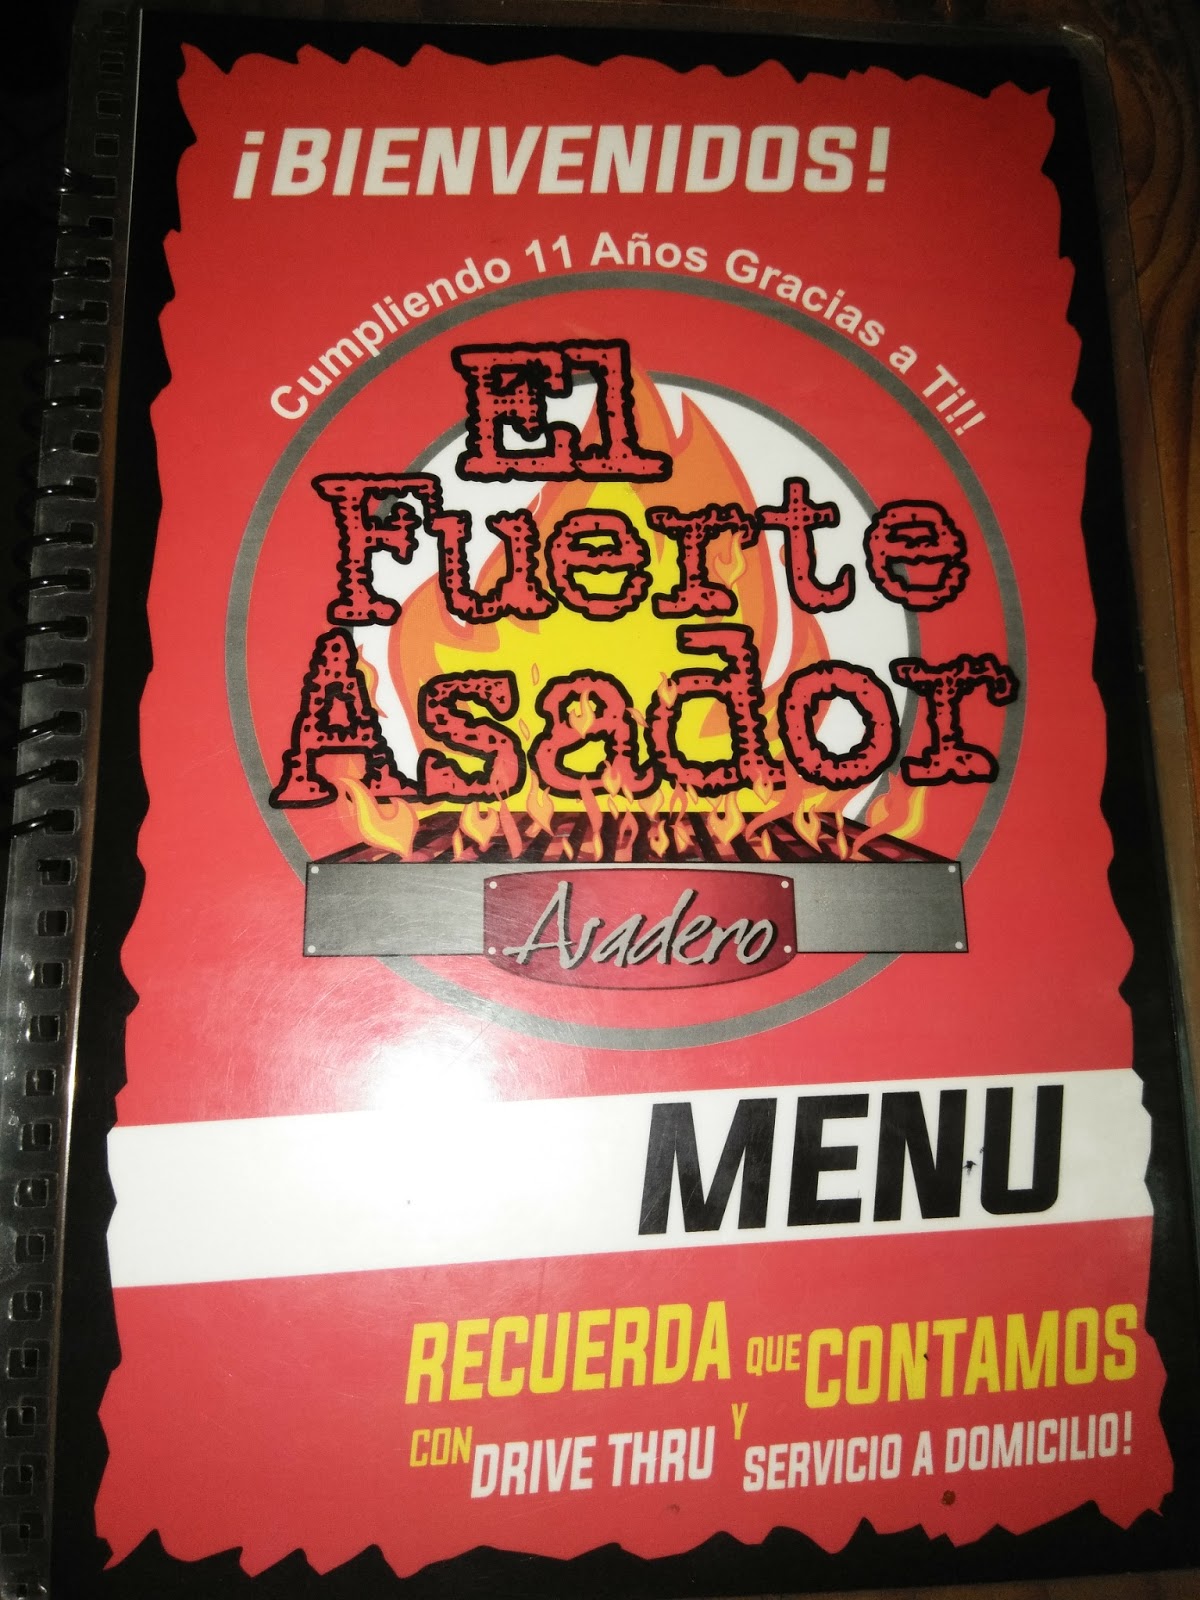 ¡BIENVENIDOS!
Cumpliendo 11 Años Gracias a Ti!!
El
Fuerte
Asador
Asadero
MENU
RECUERDA QUE CONTAMOS
CON DRIVE THRU Y SERVICIO A DOMICILIO!